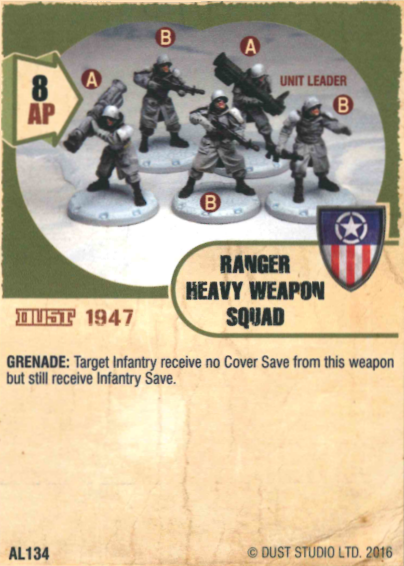 B
A
A
8
AP
UNIT LEADER
B
B
RANGER
HEAVY WEAPON
SQUAD
DUST 1947
GRENADE: Target Infantry receive no Cover Save from this weapon
but still receive Infantry Save.
AL134
© DUST STUDIO LTD. 2016